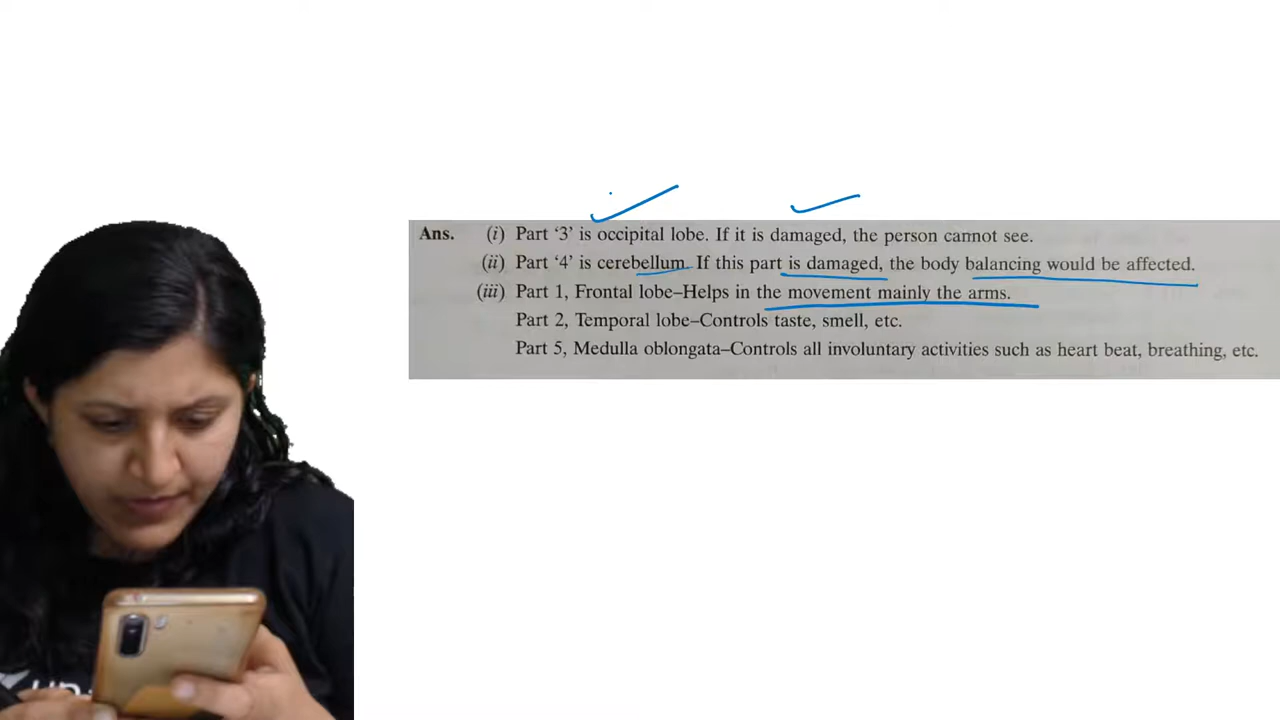 Ans. (i) Part ‘3’ is occipital lobe. If it is damaged, the person cannot see.
(ii) Part ‘4’ is cerebellum. If this part is damaged, the body balancing would be affected.
(iii) Part 1, Frontal lobe–Helps in the movement mainly the arms.
Part 2, Temporal lobe–Controls taste, smell, etc.
Part 5, Medulla oblongata–Controls all involuntary activities such as heart beat, breathing, etc.